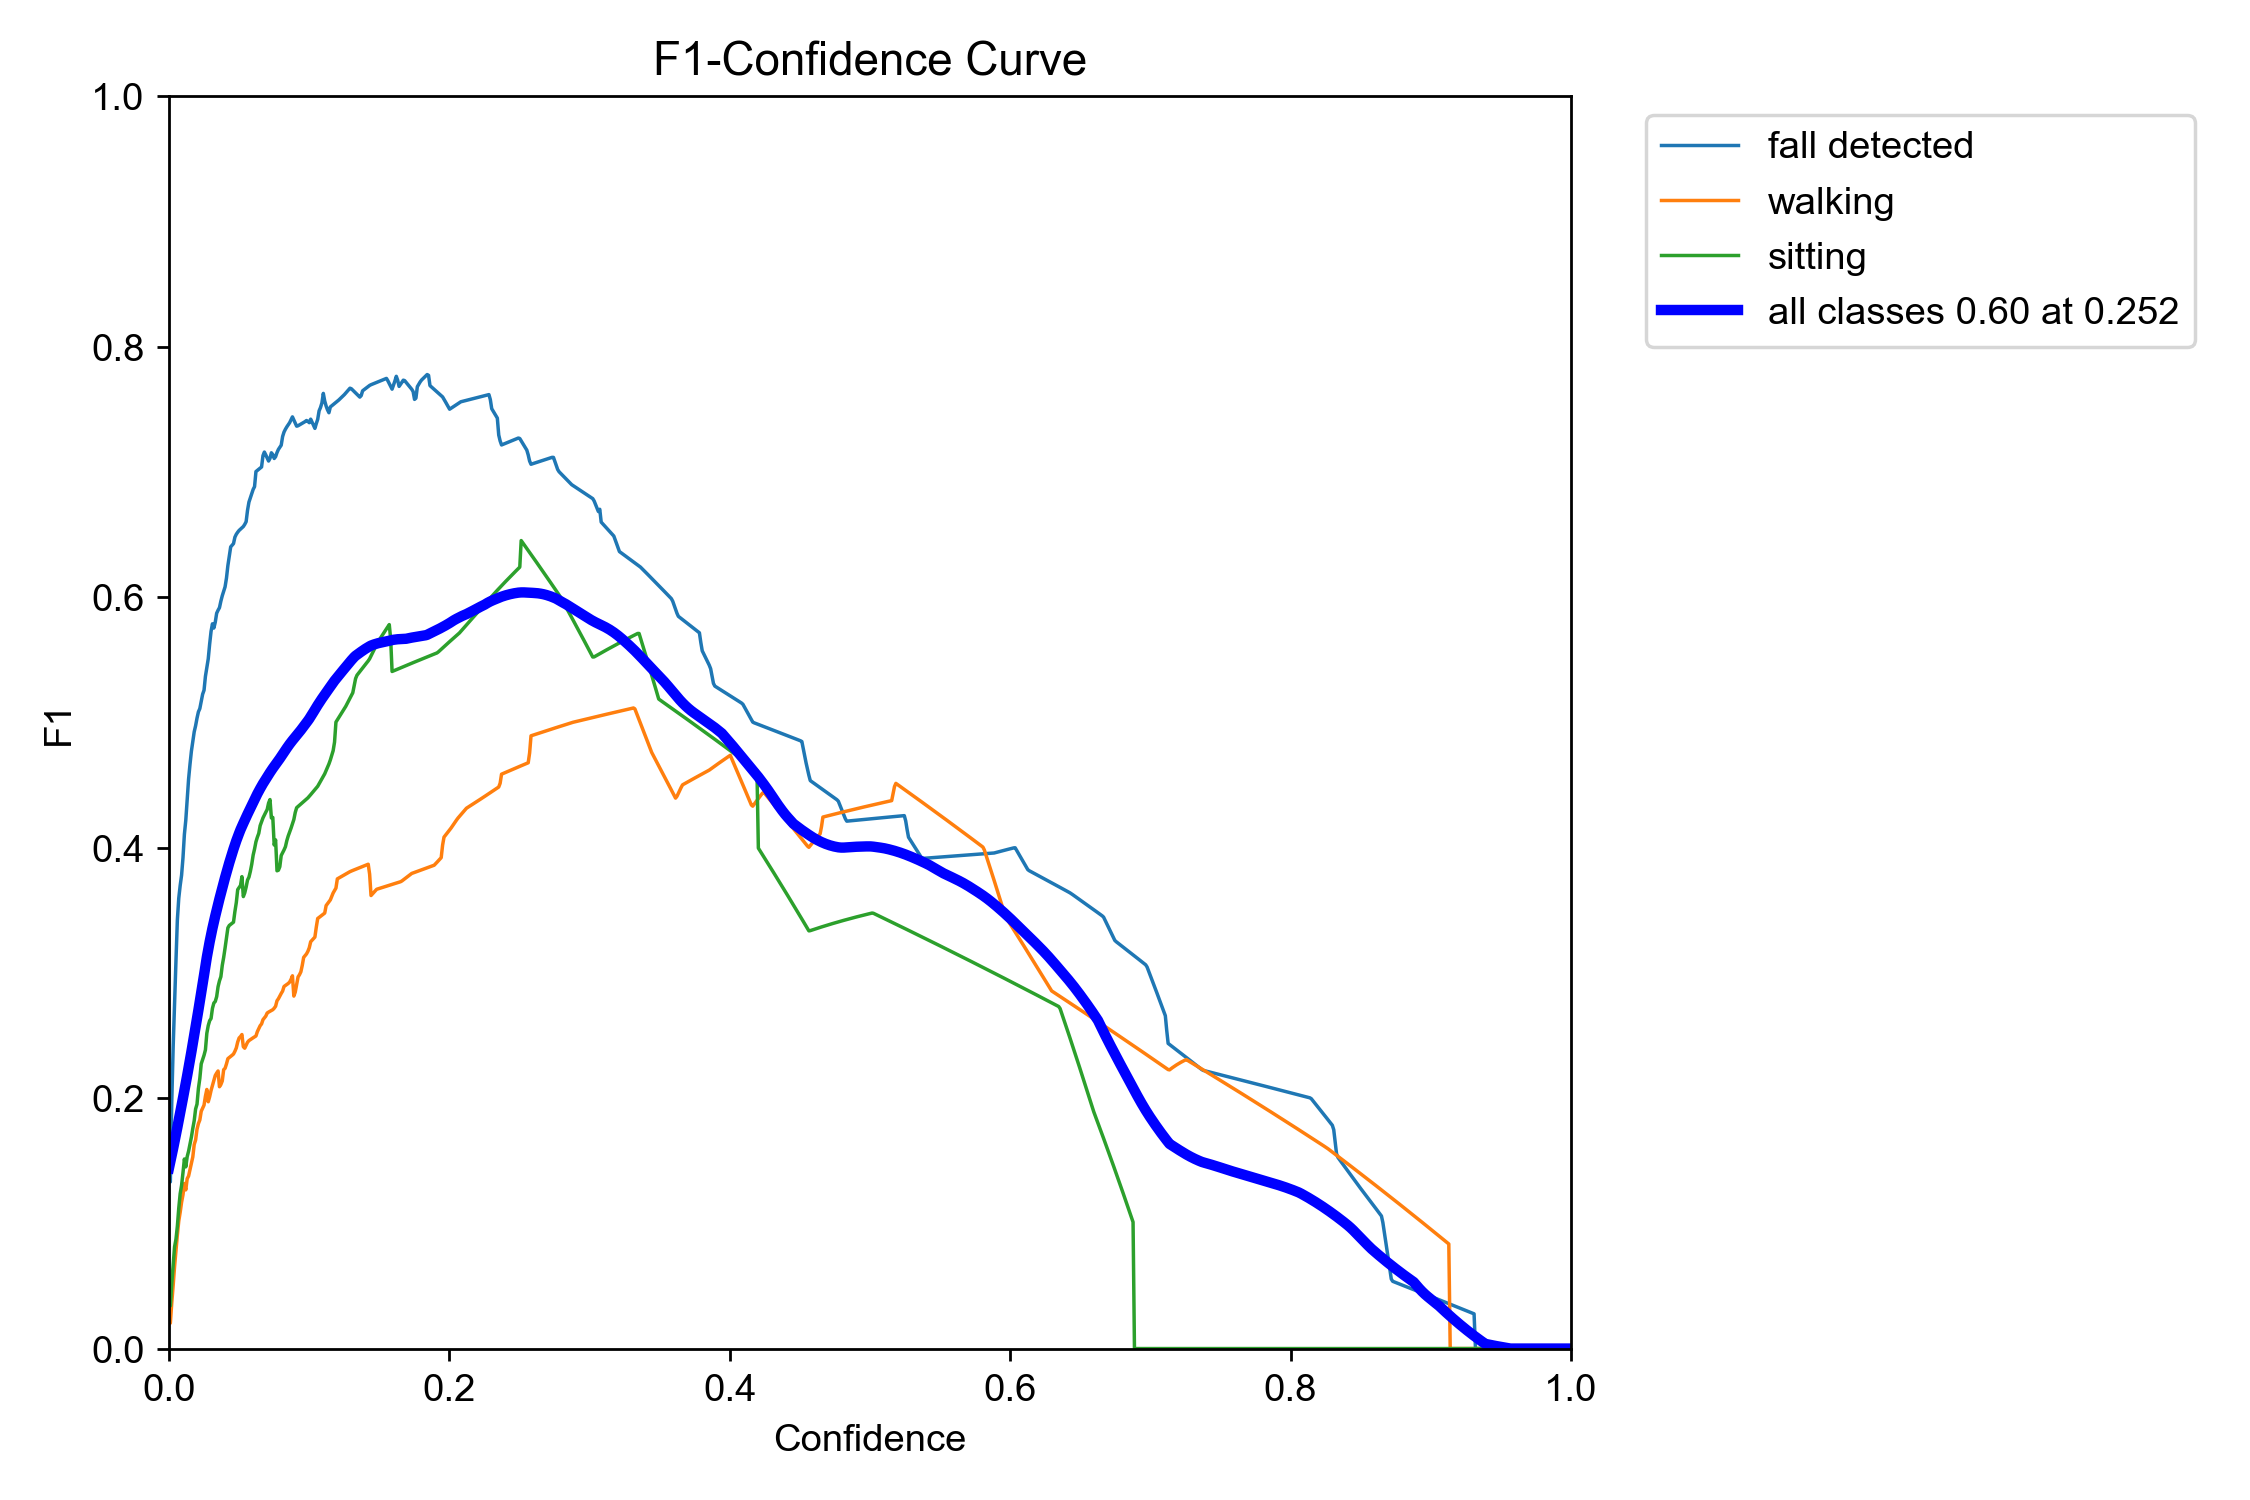 F1-Confidence Curve
1.0
0.8
0.6
0.4
0.2
0.0
F1
0.0 0.2 0.4 0.6 0.8 1.0
Confidence
fall detected
walking
sitting
all classes 0.60 at 0.252